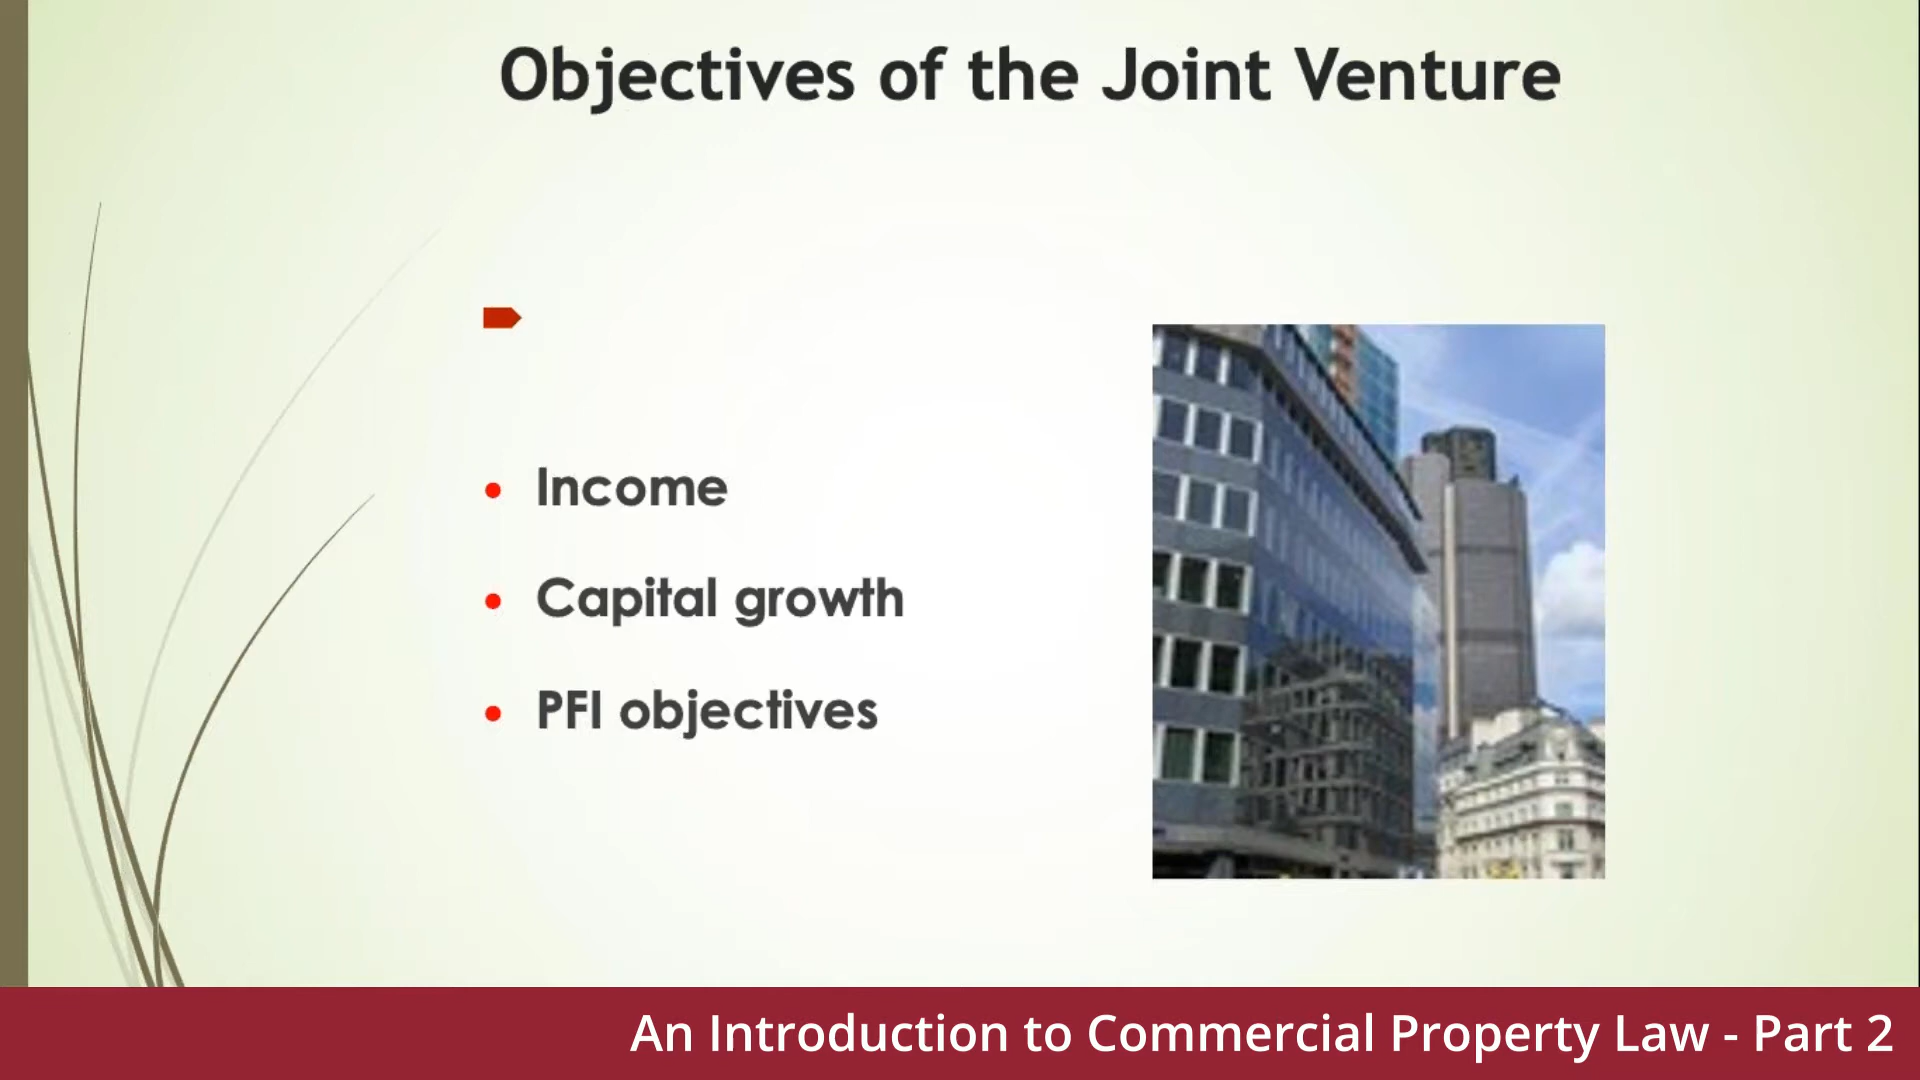 Objectives of the Joint Venture
Income
Capital growth
PFI objectives
An Introduction to Commercial Property Law - Part 2